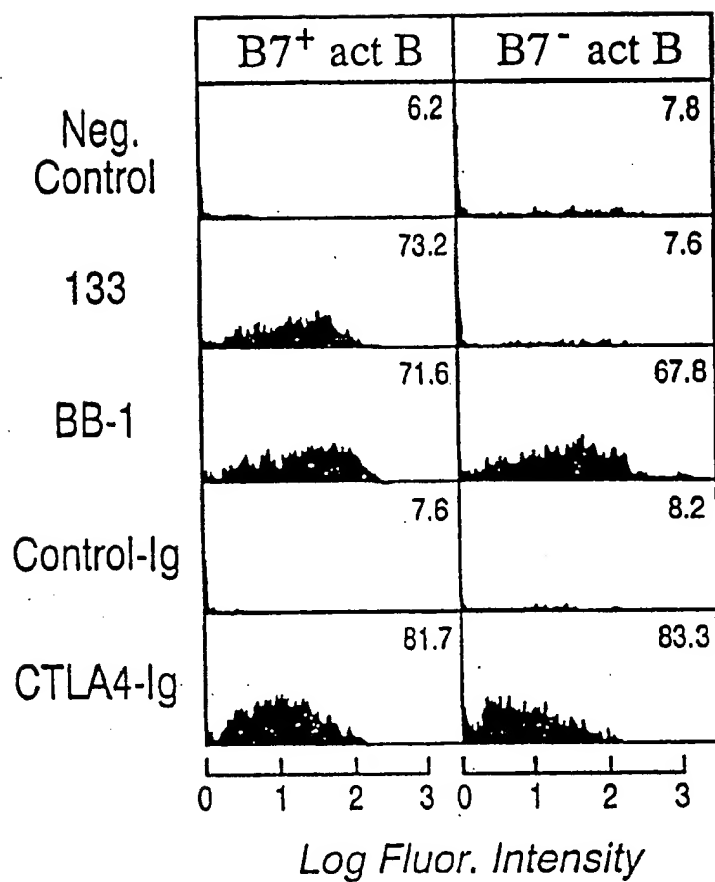 B7+ act B B7- act B
Neg. Control 6.2 7.8
133 73.2 7.6
BB-1 71.6 67.8
Control-Ig 7.6 8.2
CTLA4-Ig 81.7 83.3
0 1 2 3 0 1 2 3
Log Fluor. Intensity